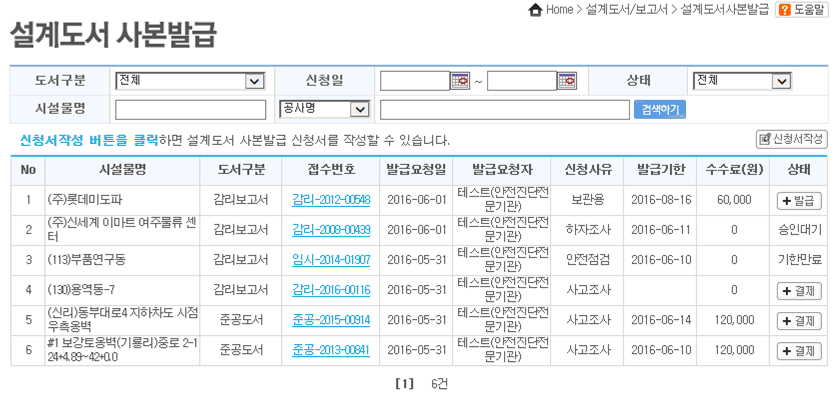 Home > 설계도서/보고서 > 설계도서사본발급 ? 도움말
설계도서 사본발급
도서구분 전체 신청일 ~ 상태 전체
시설물명 공사명 검색하기
신청서작성 버튼을 클릭하면 설계도서 사본발급 신청서를 작성할 수 있습니다. 신청서작성
No 시설물명 도서구분 접수번호 발급요청일 발급요청자 신청사유 발급기한 수수료(원) 상태
1 (주)롯데미도파 감리보고서 감리-2012-00548 2016-06-01 테스트(안전진단전문기관) 보관용 2016-08-16 60,000 + 발급
2 (주)신세계 이마트 여주물류 센터 감리보고서 감리-2008-00439 2016-06-01 테스트(안전진단전문기관) 하자조사 2016-06-11 0 승인대기
3 (113)부품연구동 감리보고서 임시-2014-01907 2016-05-31 테스트(안전진단전문기관) 안전점검 2016-06-10 0 기한만료
4 (130)용역동-7 감리보고서 감리-2016-00116 2016-05-31 테스트(안전진단전문기관) 사고조사 0 + 결제
5 (신리)동부대로4 지하차도 시점우측옹벽 준공도서 준공-2015-00914 2016-05-31 테스트(안전진단전문기관) 사고조사 2016-06-14 120,000 + 결제
6 #1 보강토옹벽(기룡리)중로 2-124+4.89~42+0.0 준공도서 준공-2013-00841 2016-05-31 테스트(안전진단전문기관) 사고조사 2016-06-10 120,000 + 결제
[1] 6건